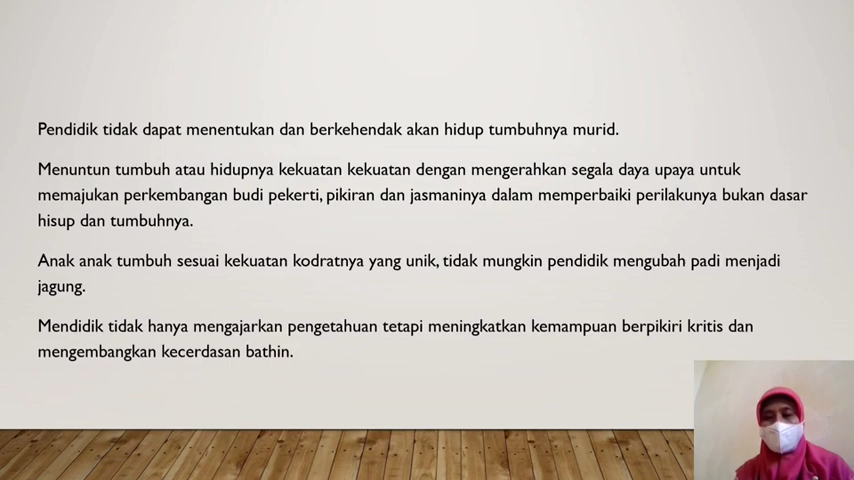 Pendidik tidak dapat menentukan dan berkehendak akan hidup tumbuhnya murid.
Menuntun tumbuh atau hidupnya kekuatan kekuatan dengan mengerahkan segala daya upaya untuk
memajukan perkembangan budi pekerti, pikiran dan jasmaninya dalam memperbaiki perilakunya bukan dasar
hisup dan tumbuhnya.
Anak anak tumbuh sesuai kekuatan kodratnya yang unik, tidak mungkin pendidik mengubah padi menjadi
jagung.
Mendidik tidak hanya mengajarkan pengetahuan tetapi meningkatkan kemampuan berpikiri kritis dan
mengembangkan kecerdasan bathin.